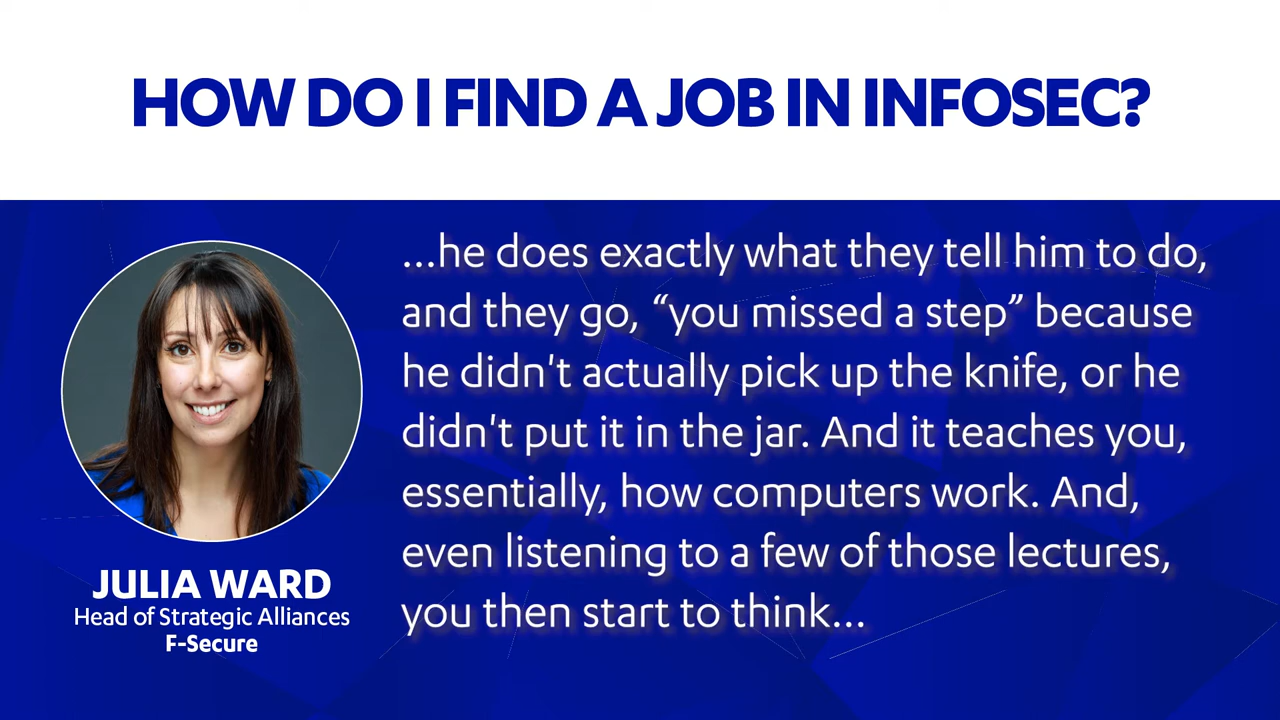 HOW DO I FIND A JOB IN INFOSEC?
...he does exactly what they tell him to do,
and they go, “you missed a step” because
he didn't actually pick up the knife, or he
didn't put it in the jar. And it teaches you,
essentially, how computers work. And,
even listening to a few of those lectures,
you then start to think...
JULIA WARD
Head of Strategic Alliances
F-Secure